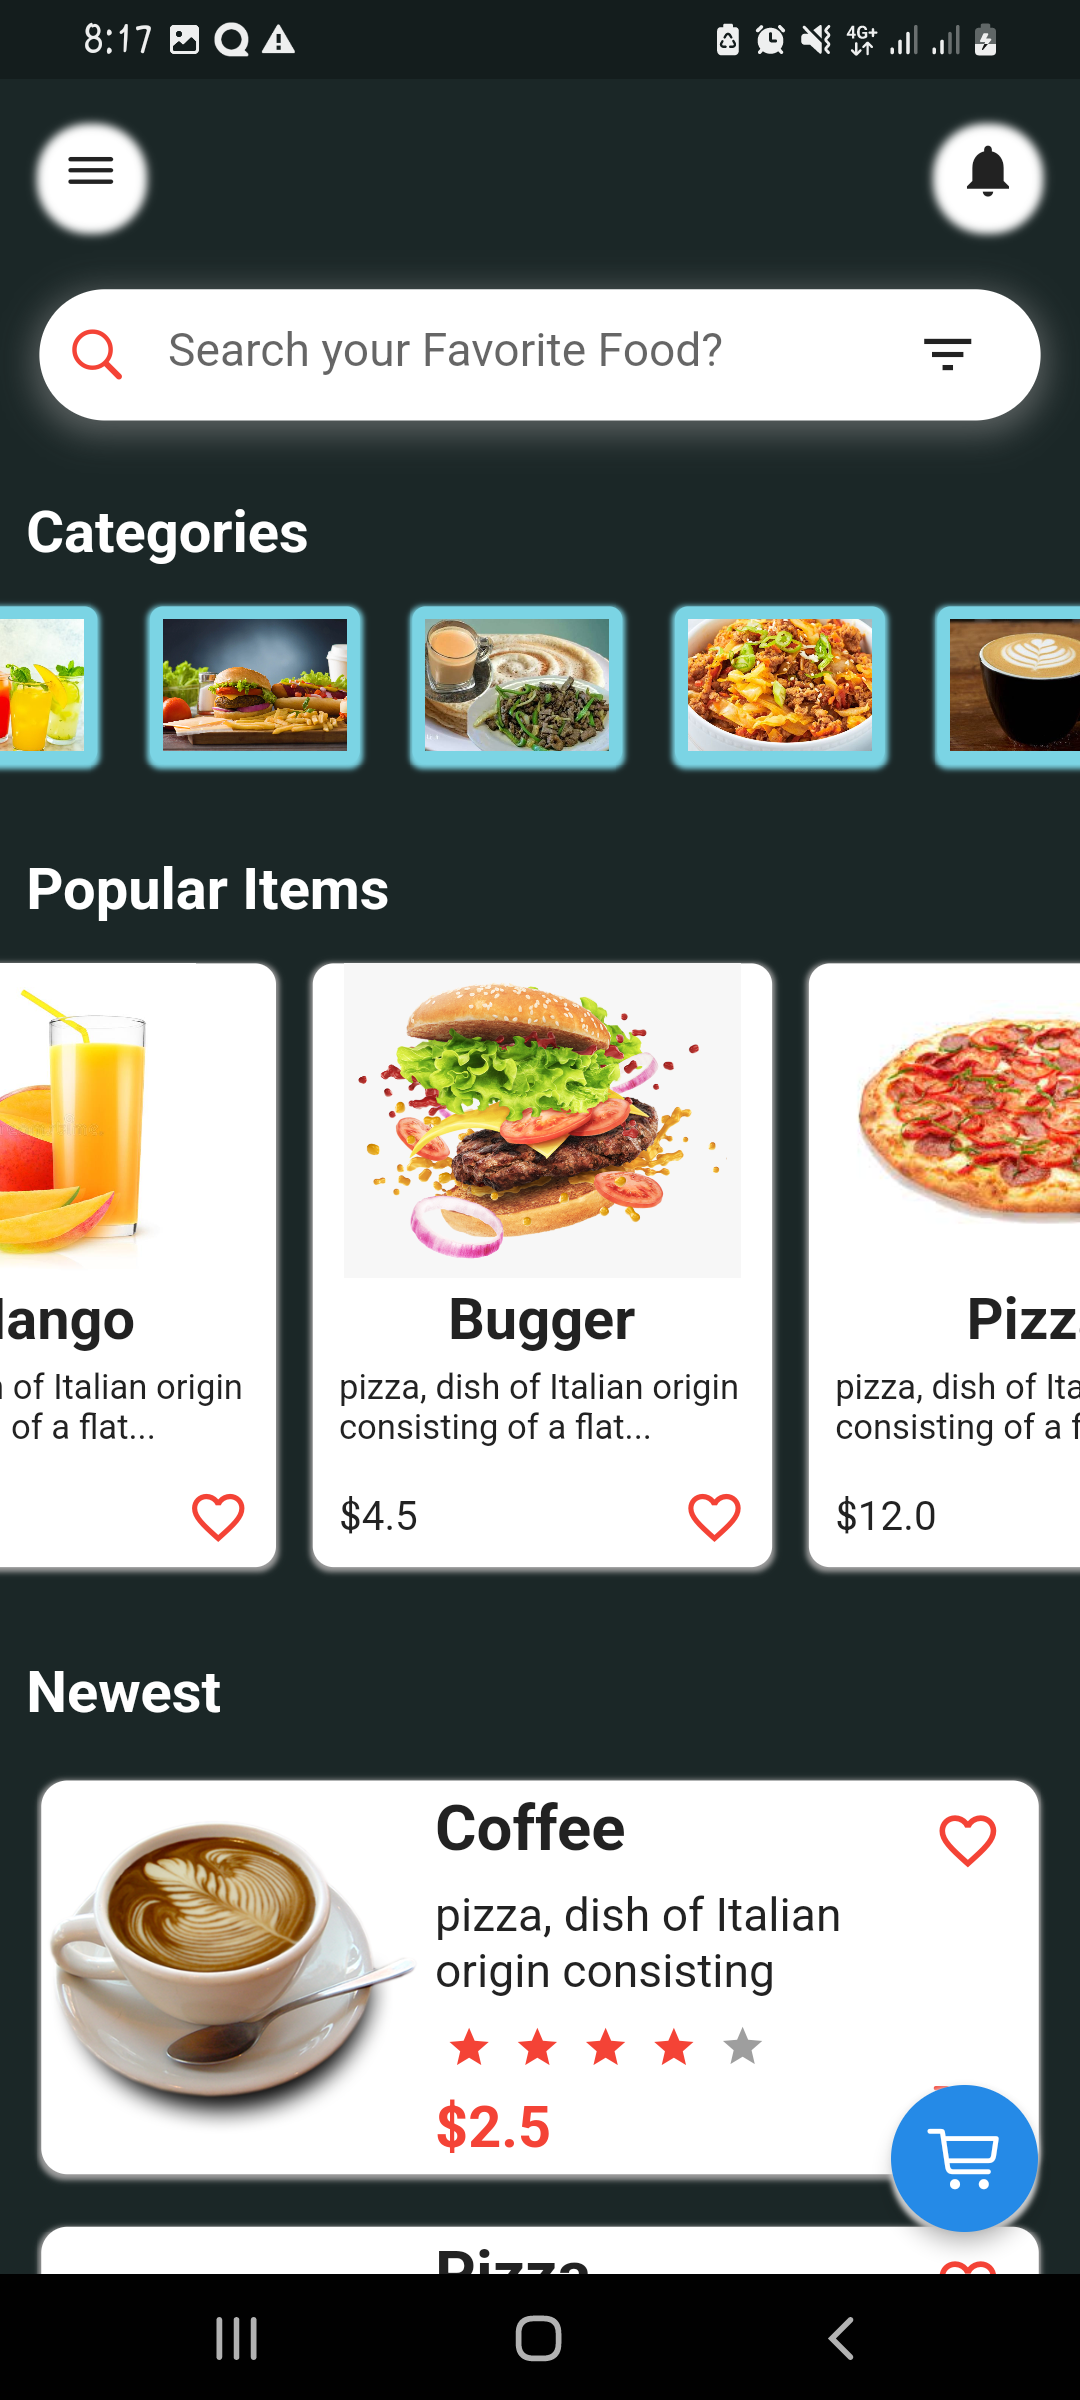 8:17
4G+
Search your Favorite Food?
Categories
Popular Items
ango
of Italian origin
of a flat...
Bugger
pizza, dish of Italian origin
consisting of a flat...
$4.5
Pizz
pizza, dish of Ita
consisting of a f
$12.0
Newest
Coffee
pizza, dish of Italian
origin consisting
$2.5
Pizza